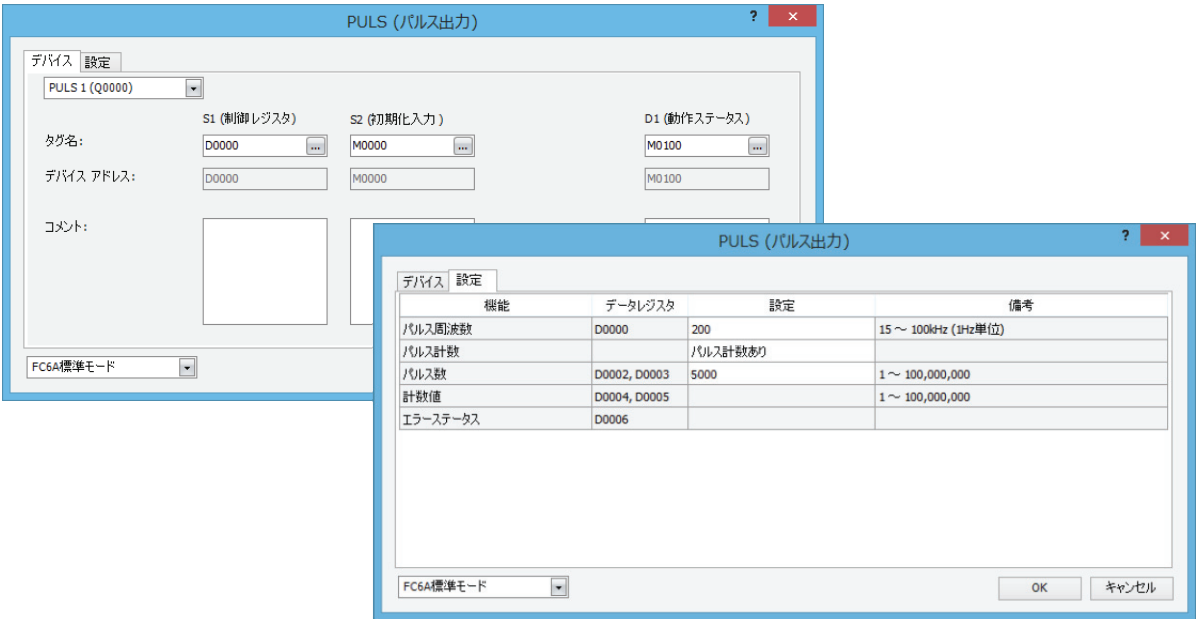 PULS (パルス出力)
? ×
デバイス 設定
PULS 1 (Q0000)
S1 (制御レジスタ) S2 (初期化入力) D1 (動作ステータス)
タグ名: D0000 ... M0000 ... M0100 ...
デバイス アドレス: D0000 M0000 M0100
コメント:
FC6A標準モード
PULS (パルス出力)
? ×
デバイス 設定
機能 データレジスタ 設定 備考
パルス周波数 D0000 200 15 ～ 100kHz (1Hz単位)
パルス計数 パルス計数あり
パルス数 D0002, D0003 5000 1 ～ 100,000,000
計数値 D0004, D0005 1 ～ 100,000,000
エラーステータス D0006
FC6A標準モード
OK キャンセル